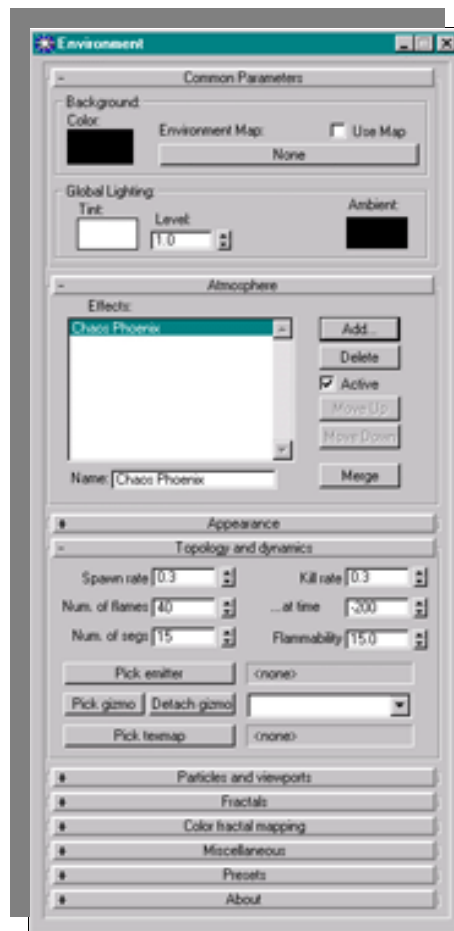 Environment
Common Parameters
Background:
Color:
Environment Map:
Use Map
None
Global Lighting:
Tint:
Level:
Ambient:
1.0
Atmosphere
Effects:
Chaos Phoenix
Add...
Delete
Active
Move Up
Move Down
Name: Chaos Phoenix
Merge
Appearance
Topology and dynamics
Spawn rate 0.3
Kill rate 0.3
Num. of flames 40
...at time -200
Num. of segs 15
Flammability 15.0
Pick emitter
<none>
Pick gizmo
Detach gizmo
Pick texmap
<none>
Particles and viewports
Fractals
Color fractal mapping
Miscellaneous
Presets
About